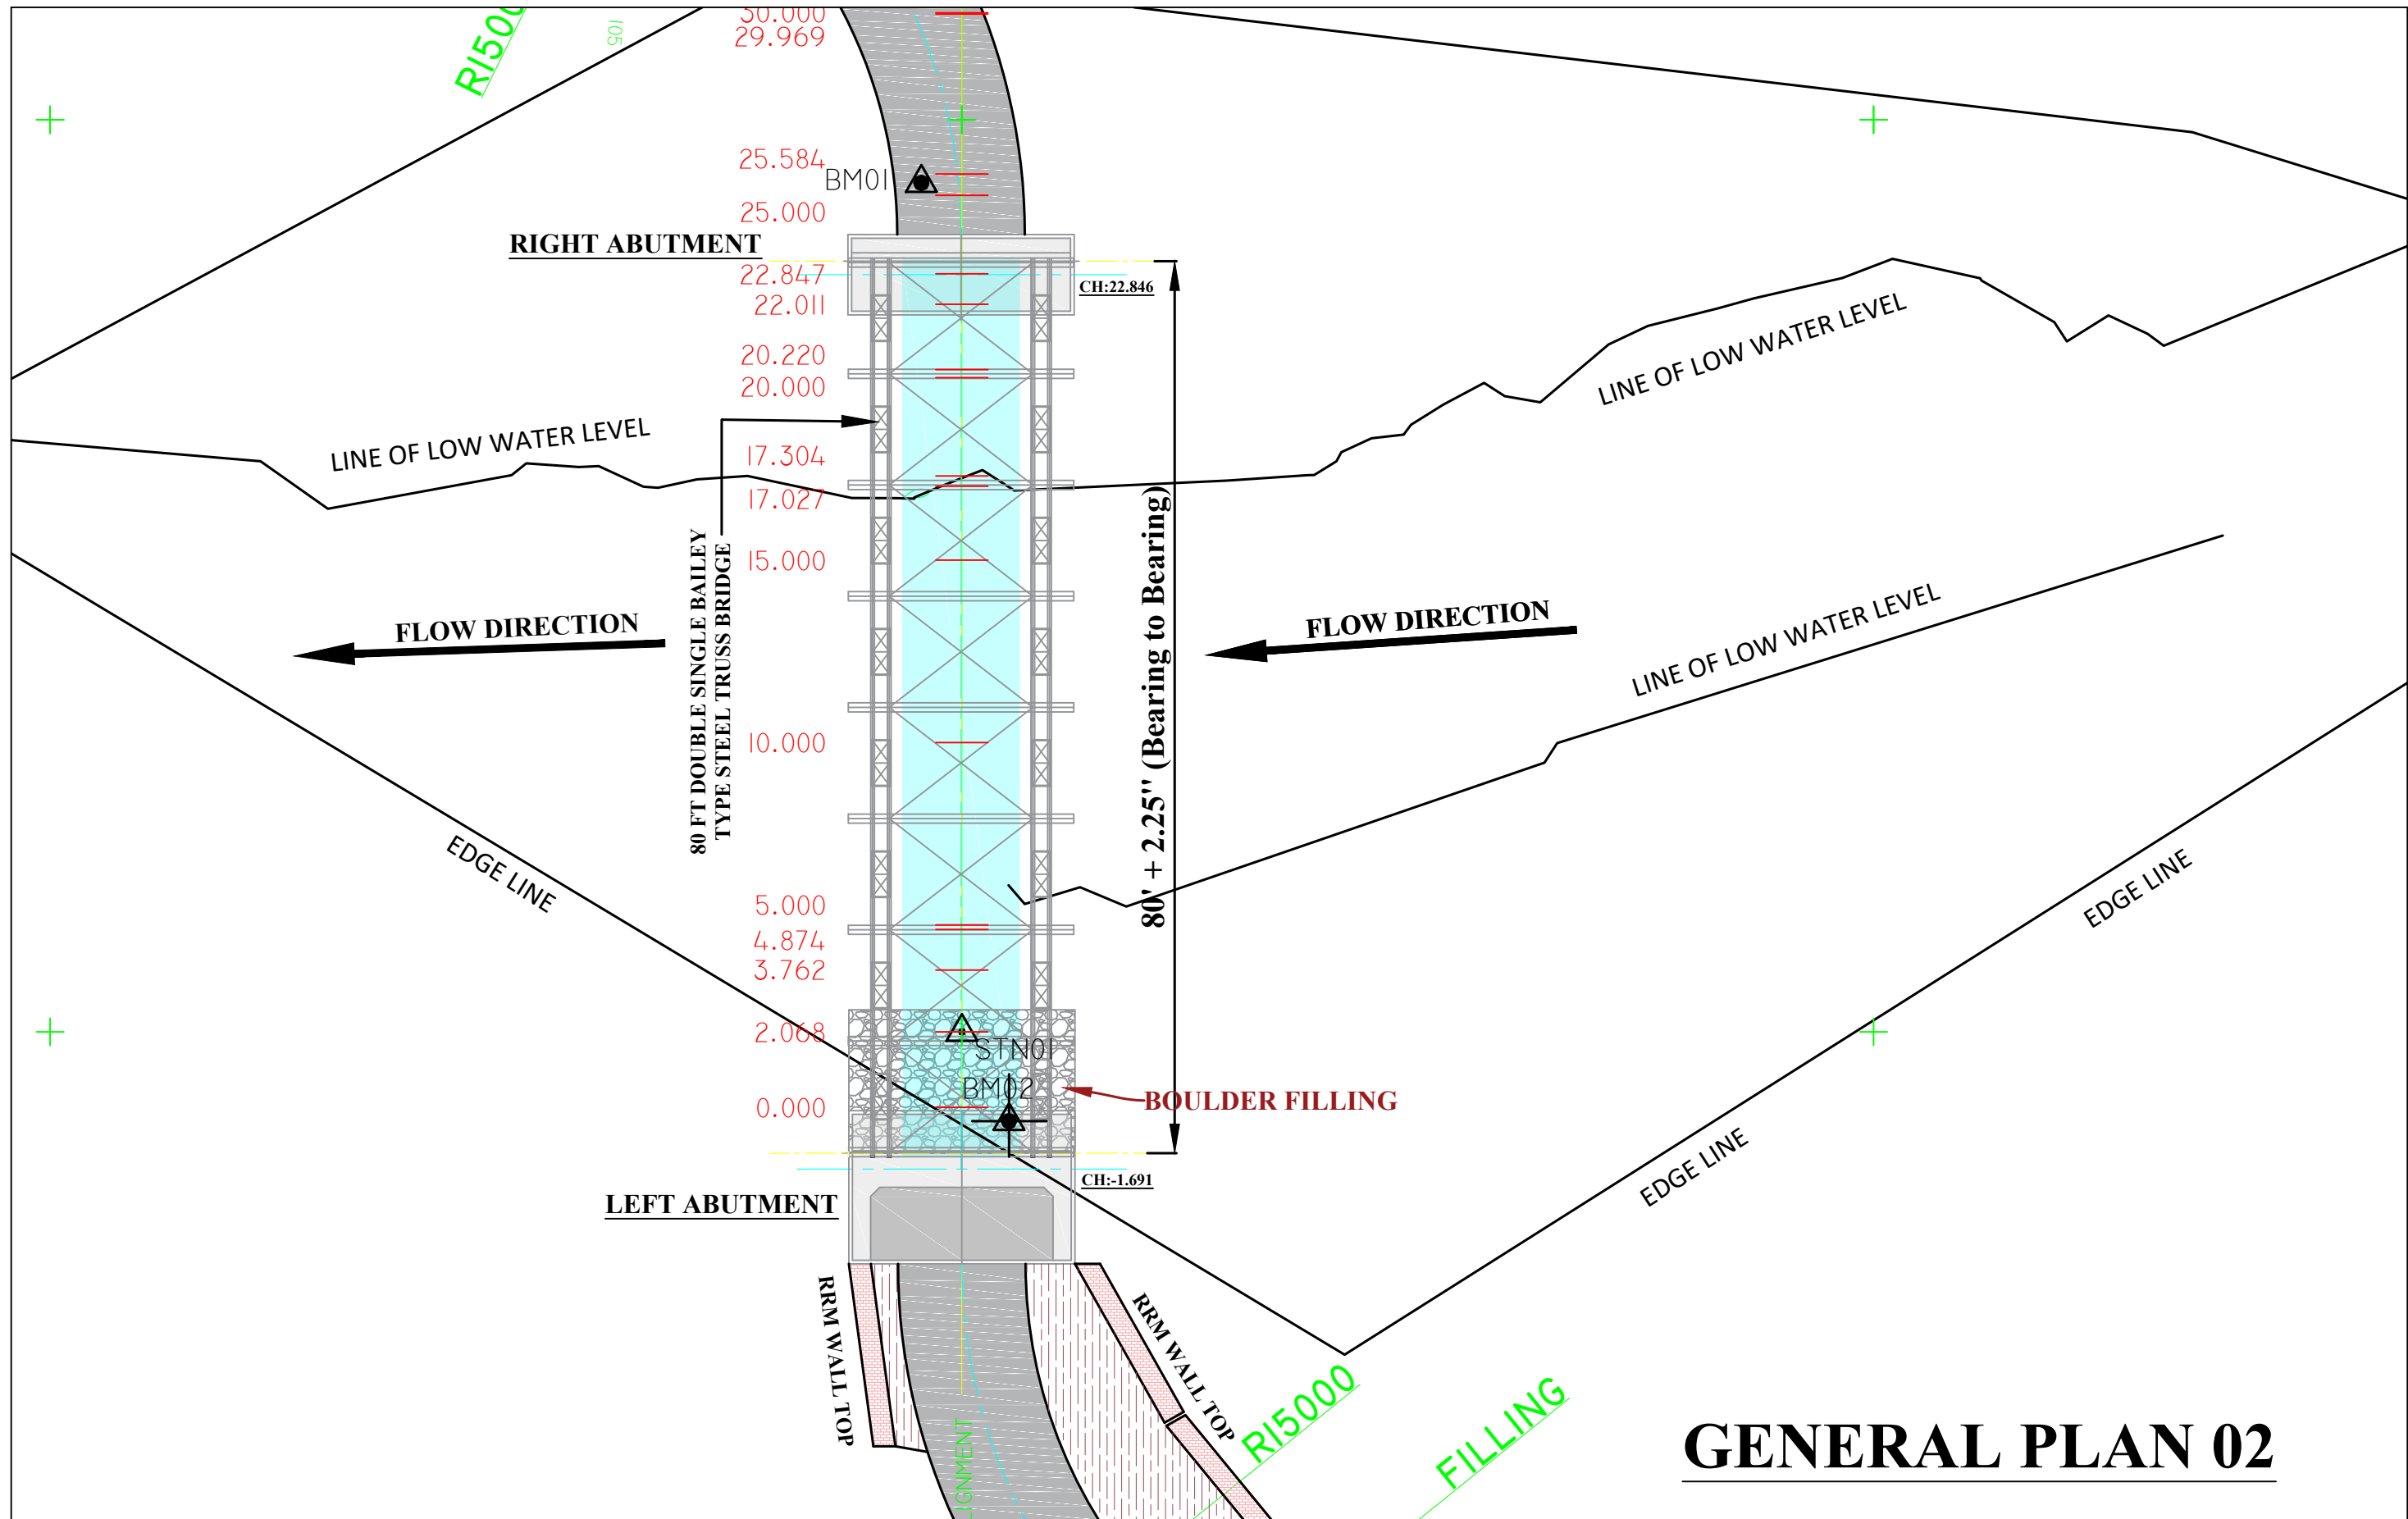 RI500
105
30.000
29.969
25.584
BM01
25.000
RIGHT ABUTMENT
22.847
CH:22.846
22.011
20.220
20.000
LINE OF LOW WATER LEVEL
LINE OF LOW WATER LEVEL
17.304
17.027
15.000
80 FT DOUBLE SINGLE BAILEY
TYPE STEEL TRUSS BRIDGE
80' + 2.25" (Bearing to Bearing)
FLOW DIRECTION
FLOW DIRECTION
LINE OF LOW WATER LEVEL
10.000
EDGE LINE
EDGE LINE
5.000
4.874
3.762
2.068
STN01
BM02
0.000
BOULDER FILLING
EDGE LINE
CH:-1.691
LEFT ABUTMENT
RRM WALL TOP
RRM WALL TOP
RI5000
FILLING
IGNMENT
GENERAL PLAN 02